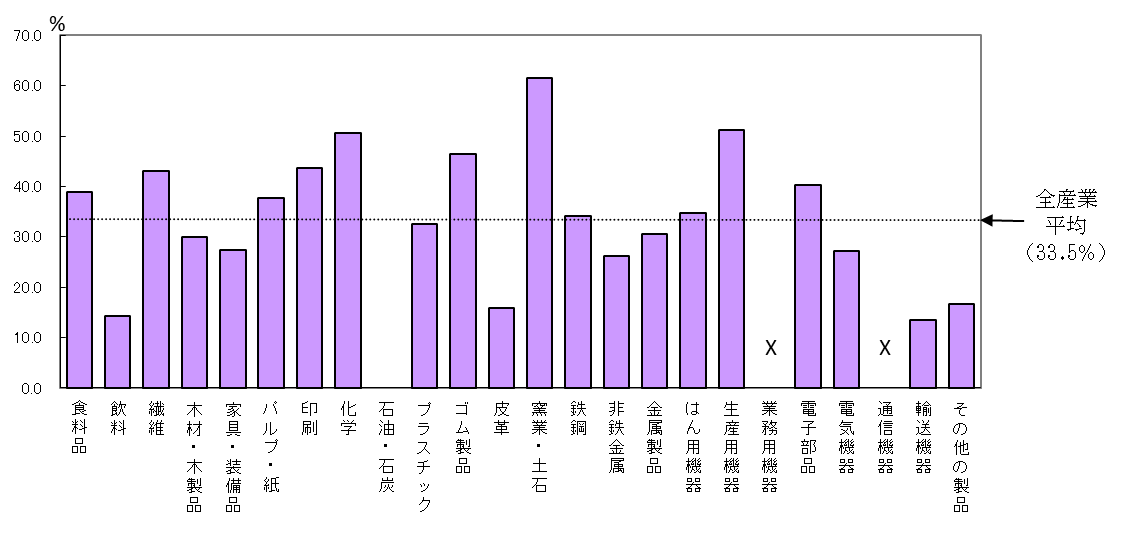 %
70.0
60.0
50.0
40.0
30.0
20.0
10.0
0.0
全産業
平均
(33.5%)
X
X
食料品
飲料
繊維
木材・木製品
家具・装備品
パルプ・紙
印刷
化学
石油・石炭
プラスチック
ゴム製品
皮革
窯業・土石
鉄鋼
非鉄金属
金属製品
はん用機器
生産用機器
業務用機器
電子部品
電気機器
通信機器
輸送機器
その他の製品